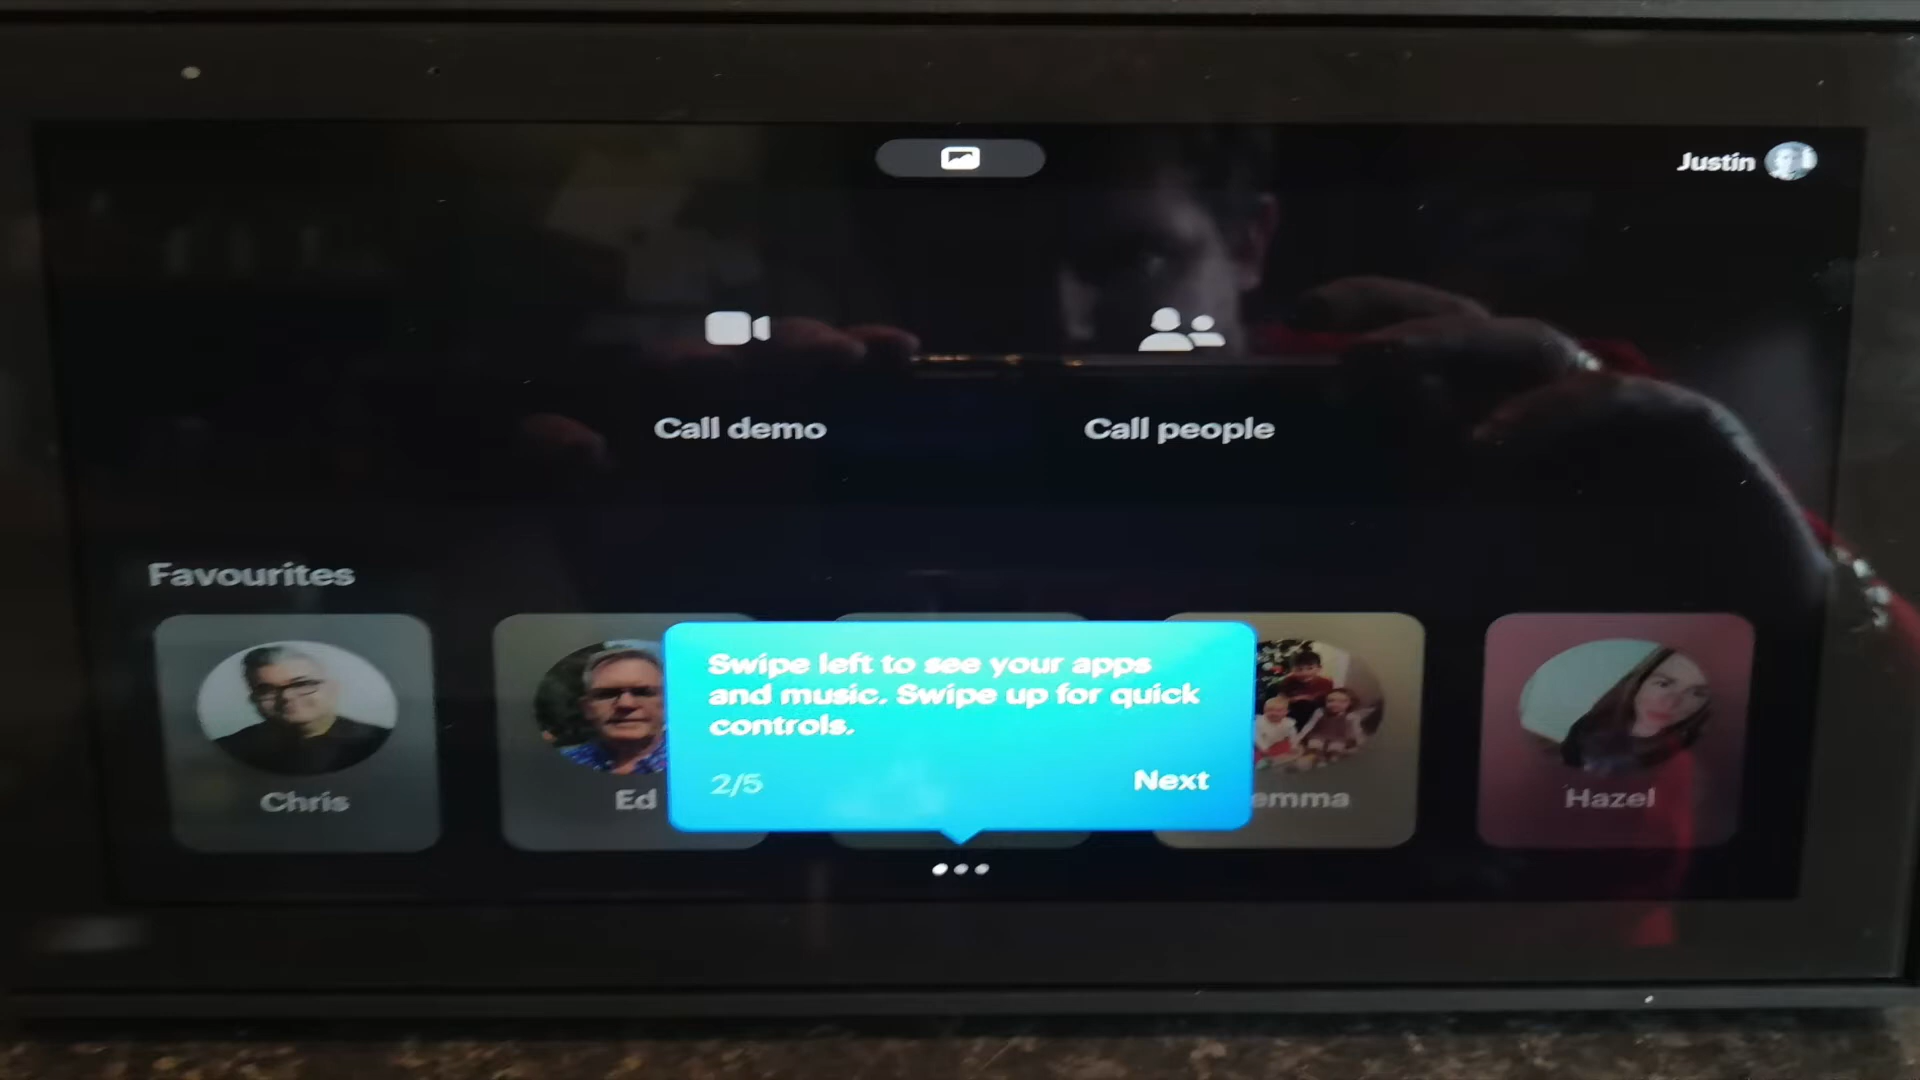 Justin
Call demo
Call people
Favourites
Swipe left to see your apps
and music. Swipe up for quick
controls.
2/5
Next
Chris
Ed
emma
Hazel